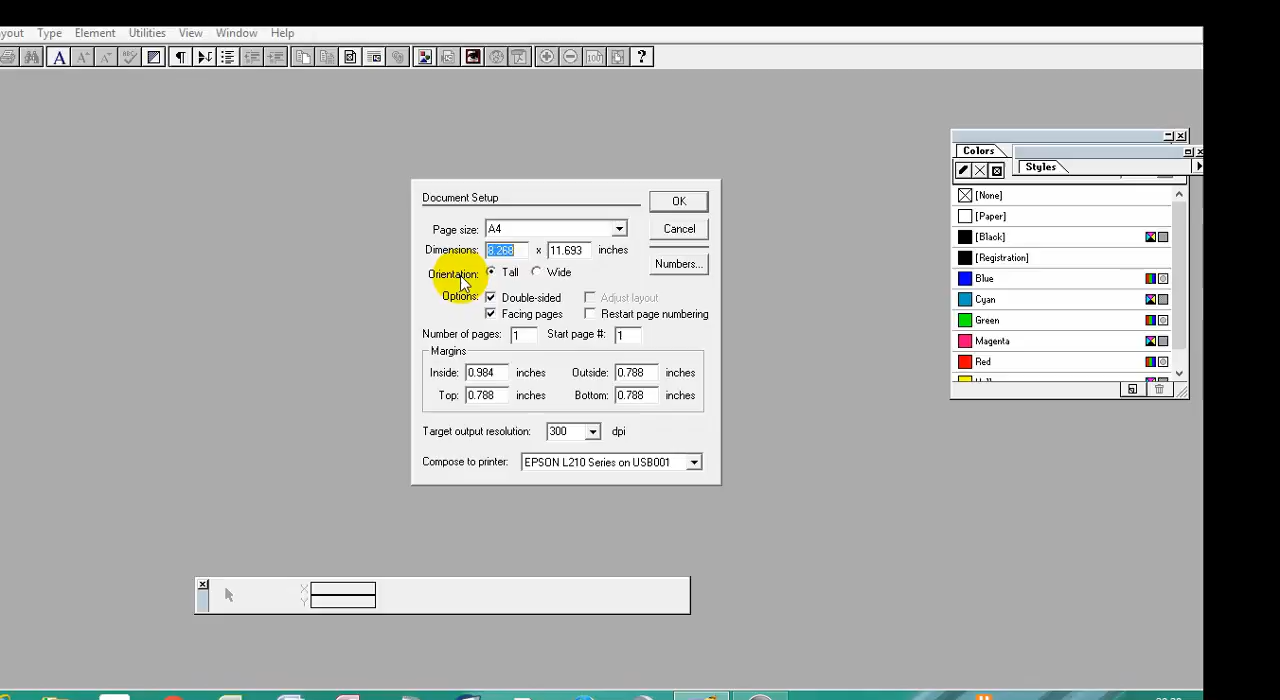 yout Type Element Utilities View Window Help
Colors
Styles
[None]
[Paper]
[Black]
[Registration]
Blue
Cyan
Green
Magenta
Red
Document Setup
OK
Page size: A4
Cancel
Dimensions: 8.268 x 11.693 inches
Numbers...
Orientation: Tall Wide
Options: Double-sided Adjust layout
Facing pages Restart page numbering
Number of pages: 1 Start page #: 1
Margins
Inside: 0.984 inches Outside: 0.788 inches
Top: 0.788 inches Bottom: 0.788 inches
Target output resolution: 300 dpi
Compose to printer: EPSON L210 Series on USB001
X
Y